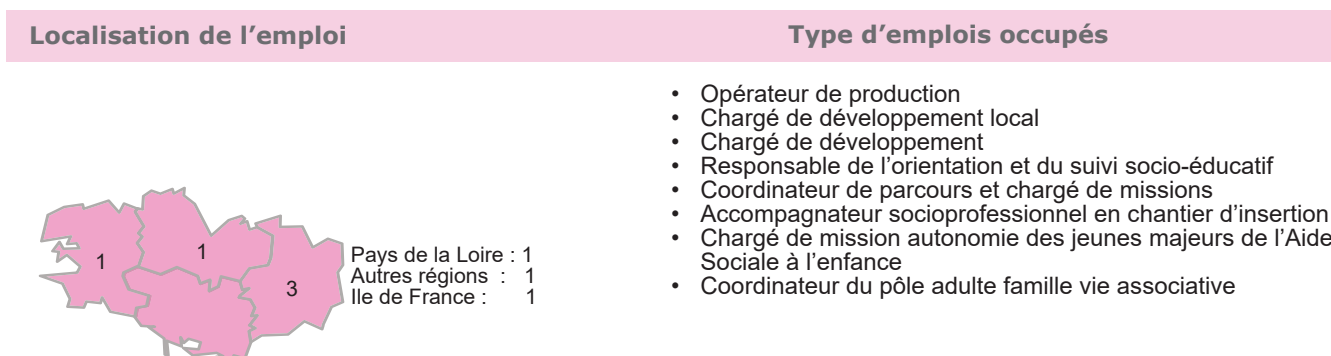 Localisation de l’emploi
1
1
3
Pays de la Loire : 1
Autres régions : 1
Ile de France : 1
Type d’emplois occupés
• Opérateur de production
• Chargé de développement local
• Chargé de développement
• Responsable de l’orientation et du suivi socio-éducatif
• Coordinateur de parcours et chargé de missions
• Accompagnateur socioprofessionnel en chantier d’insertion
• Chargé de mission autonomie des jeunes majeurs de l’Aide
Sociale à l’enfance
• Coordinateur du pôle adulte famille vie associative